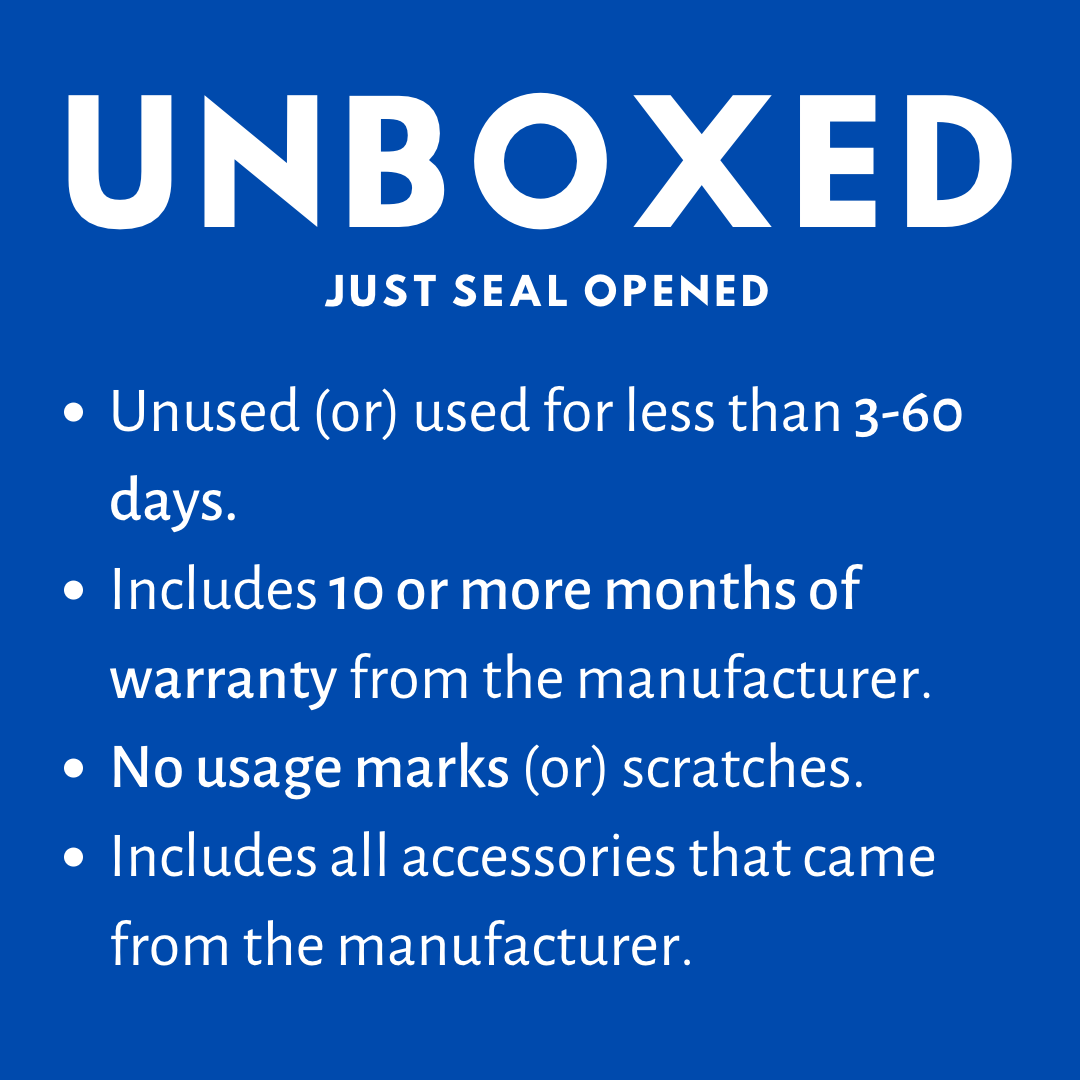 UNBOXED
JUST SEAL OPENED
• Unused (or) used for less than 3-60
days.
• Includes 10 or more months of
warranty from the manufacturer.
• No usage marks (or) scratches.
• Includes all accessories that came
from the manufacturer.